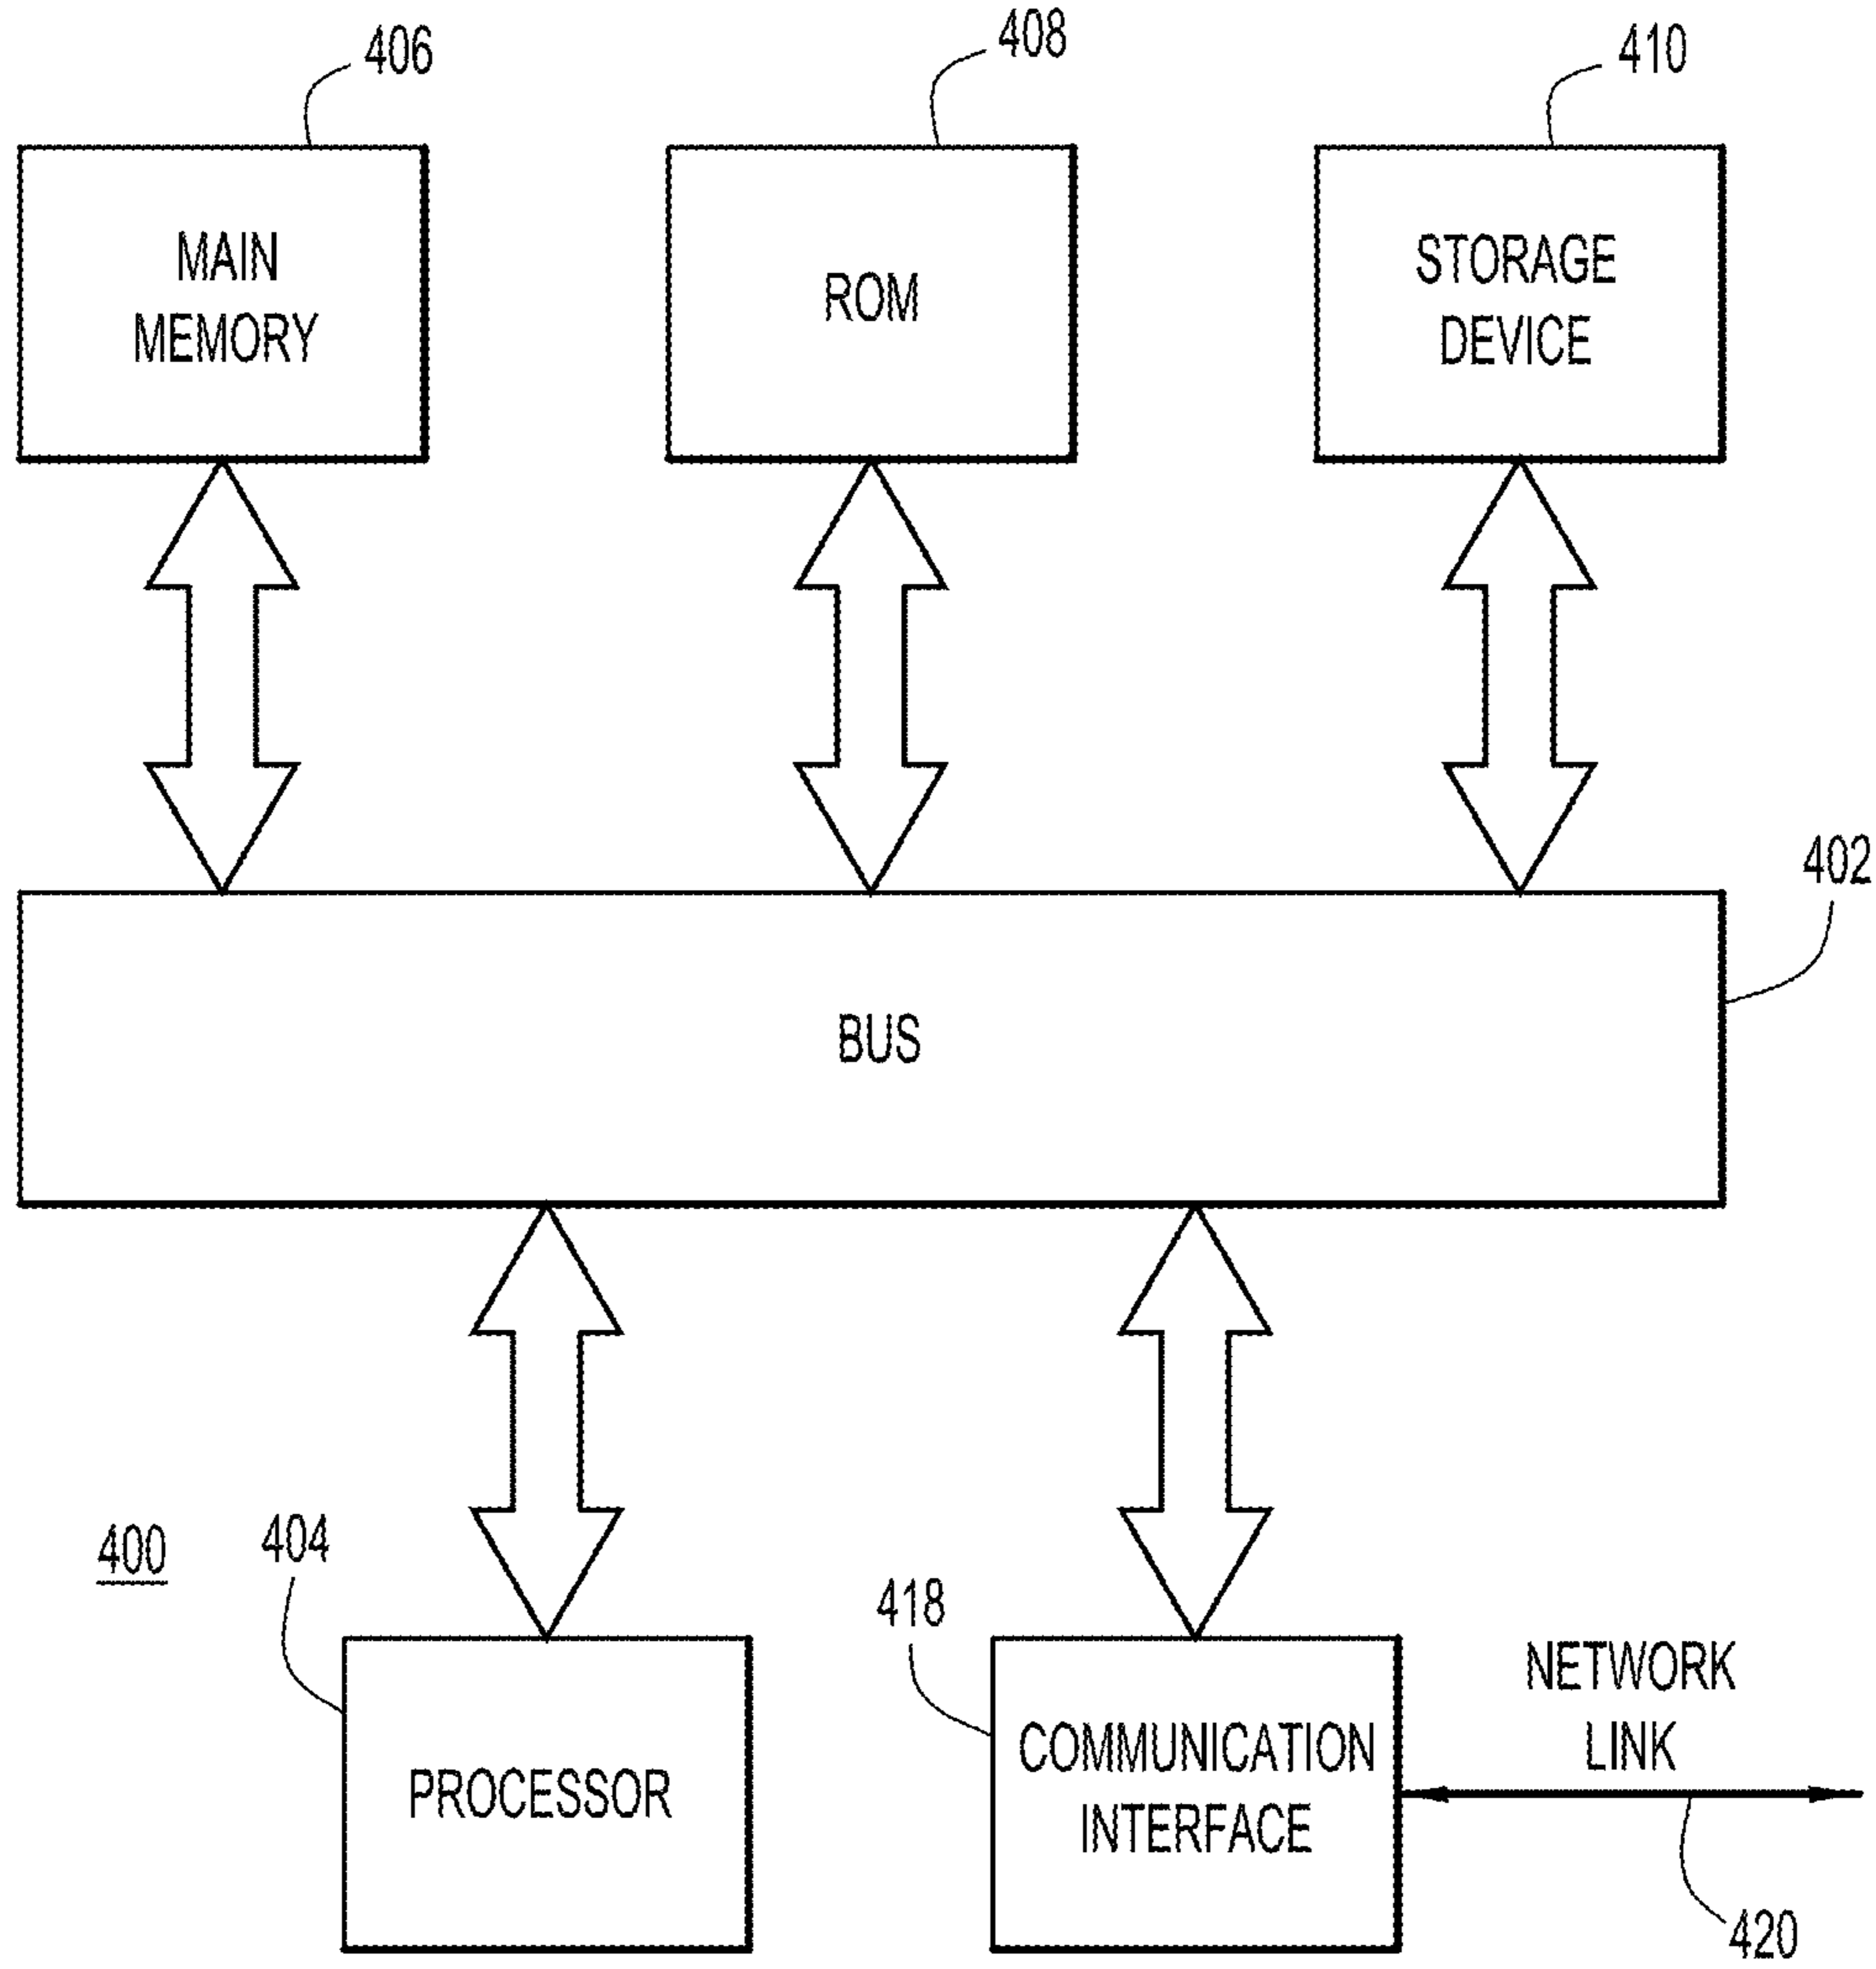 406
408
410
MAIN
MEMORY
ROM
STORAGE
DEVICE
402
BUS
400
404
418
PROCESSOR
COMMUNICATION
INTERFACE
NETWORK
LINK
420